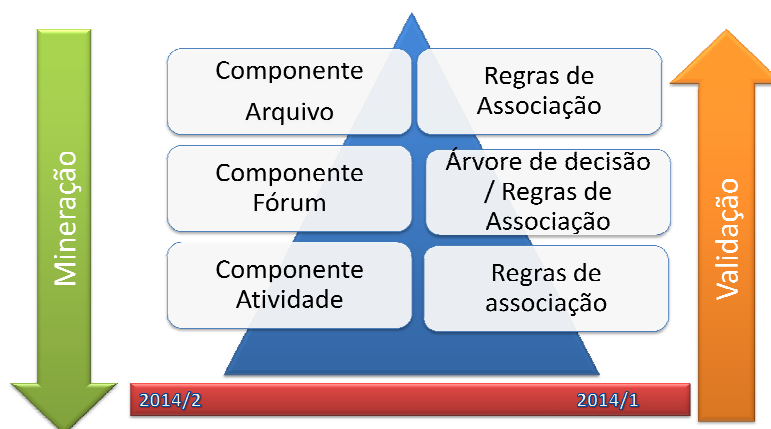 Mineração
Componente
Arquivo
Regras de
Associação
Componente
Fórum
Árvore de decisão
/ Regras de
Associação
Componente
Atividade
Regras de
associação
Validação
2014/2
2014/1